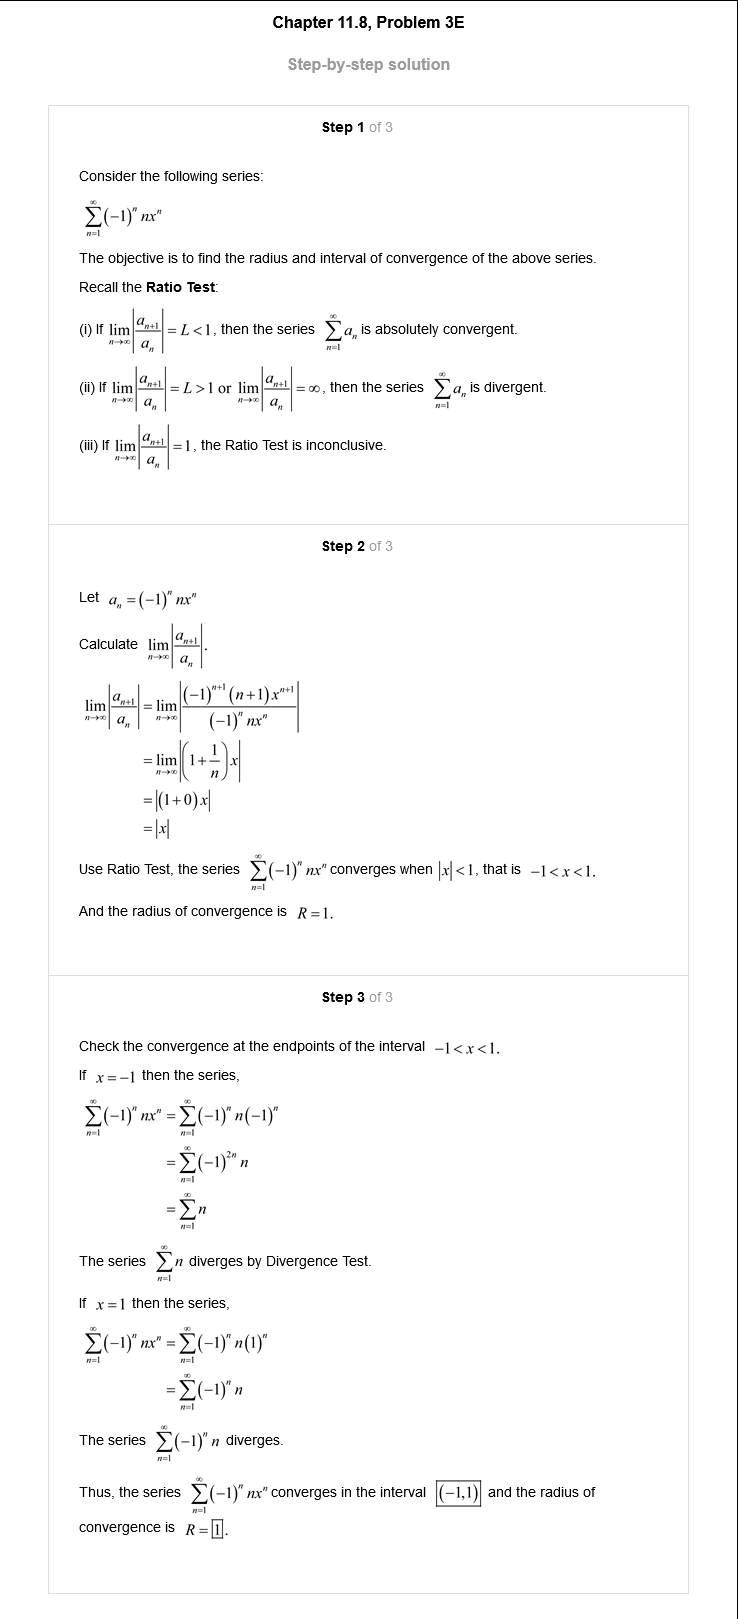 Chapter 11.8, Problem 3E
Step-by-step solution
Step 1 of 3
Consider the following series:
$\sum_{n=1}^{\infty}(-1)^n nx^n$
The objective is to find the radius and interval of convergence of the above series.
Recall the Ratio Test:
(i) If $\lim_{n\to\infty}\left|\frac{a_{n+1}}{a_n}\right| = L < 1$, then the series $\sum_{n=1}^{\infty} a_n$ is absolutely convergent.
(ii) If $\lim_{n\to\infty}\left|\frac{a_{n+1}}{a_n}\right| = L > 1$ or $\lim_{n\to\infty}\left|\frac{a_{n+1}}{a_n}\right| = \infty$, then the series $\sum_{n=1}^{\infty} a_n$ is divergent.
(iii) If $\lim_{n\to\infty}\left|\frac{a_{n+1}}{a_n}\right| = 1$, the Ratio Test is inconclusive.
Step 2 of 3
Let $a_n = (-1)^n nx^n$
Calculate $\lim_{n\to\infty}\left|\frac{a_{n+1}}{a_n}\right|$.
$\lim_{n\to\infty}\left|\frac{a_{n+1}}{a_n}\right| = \lim_{n\to\infty}\left|\frac{(-1)^{n+1}(n+1)x^{n+1}}{(-1)^n nx^n}\right|$
$= \lim_{n\to\infty}\left|\left(1+\frac{1}{n}\right)x\right|$
$= |(1+0)x|$
$= |x|$
Use Ratio Test, the series $\sum_{n=1}^{\infty}(-1)^n nx^n$ converges when $|x| < 1$, that is $-1 < x < 1$.
And the radius of convergence is $R = 1$.
Step 3 of 3
Check the convergence at the endpoints of the interval $-1 < x < 1$.
If $x = -1$ then the series,
$\sum_{n=1}^{\infty}(-1)^n nx^n = \sum_{n=1}^{\infty}(-1)^n n(-1)^n$
$= \sum_{n=1}^{\infty}(-1)^{2n} n$
$= \sum_{n=1}^{\infty} n$
The series $\sum_{n=1}^{\infty} n$ diverges by Divergence Test.
If $x = 1$ then the series,
$\sum_{n=1}^{\infty}(-1)^n nx^n = \sum_{n=1}^{\infty}(-1)^n n(1)^n$
$= \sum_{n=1}^{\infty}(-1)^n n$
The series $\sum_{n=1}^{\infty}(-1)^n n$ diverges.
Thus, the series $\sum_{n=1}^{\infty}(-1)^n nx^n$ converges in the interval $\boxed{(-1,1)}$ and the radius of
convergence is $R = \boxed{1}$.